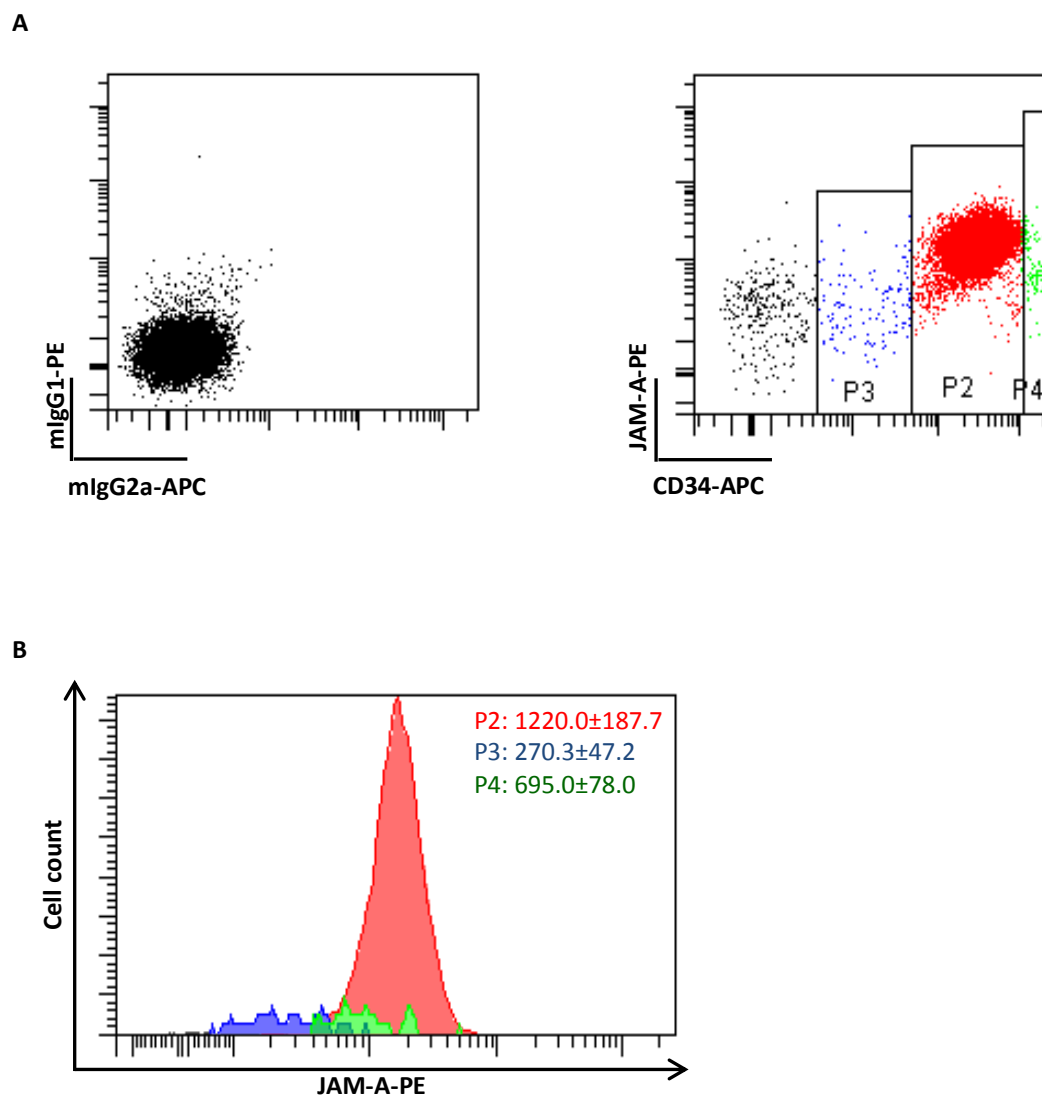 A
mIgG1-PE
mIgG2a-APC
JAM-A-PE
P3
P2
P4
CD34-APC
B
Cell count
P2: 1220.0±187.7
P3: 270.3±47.2
P4: 695.0±78.0
JAM-A-PE